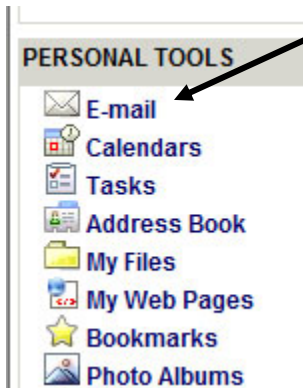 PERSONAL TOOLS
E-mail
Calendars
Tasks
Address Book
My Files
My Web Pages
Bookmarks
Photo Albums